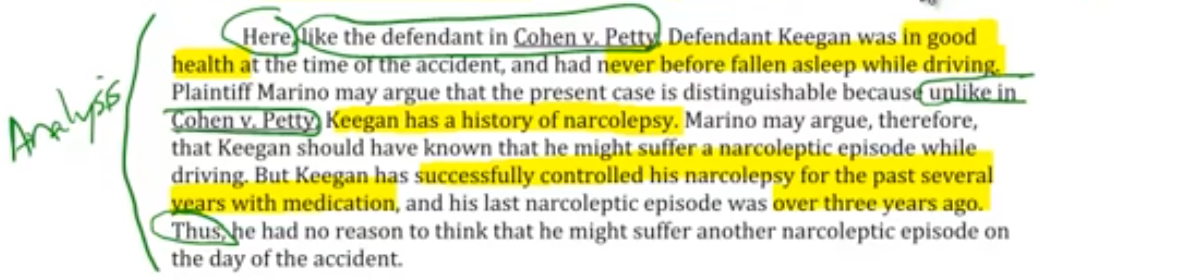 Analysis
Here, like the defendant in Cohen v. Petty, Defendant Keegan was in good
health at the time of the accident, and had never before fallen asleep while driving.
Plaintiff Marino may argue that the present case is distinguishable because unlike in
Cohen v. Petty, Keegan has a history of narcolepsy. Marino may argue, therefore,
that Keegan should have known that he might suffer a narcoleptic episode while
driving. But Keegan has successfully controlled his narcolepsy for the past several
years with medication, and his last narcoleptic episode was over three years ago.
Thus, he had no reason to think that he might suffer another narcoleptic episode on
the day of the accident.